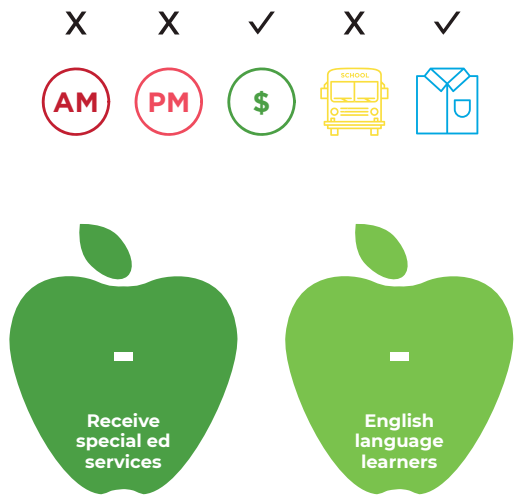 X X ✓ X ✓
AM PM $ SCHOOL
- -
Receive
special ed
services
English
language
learners